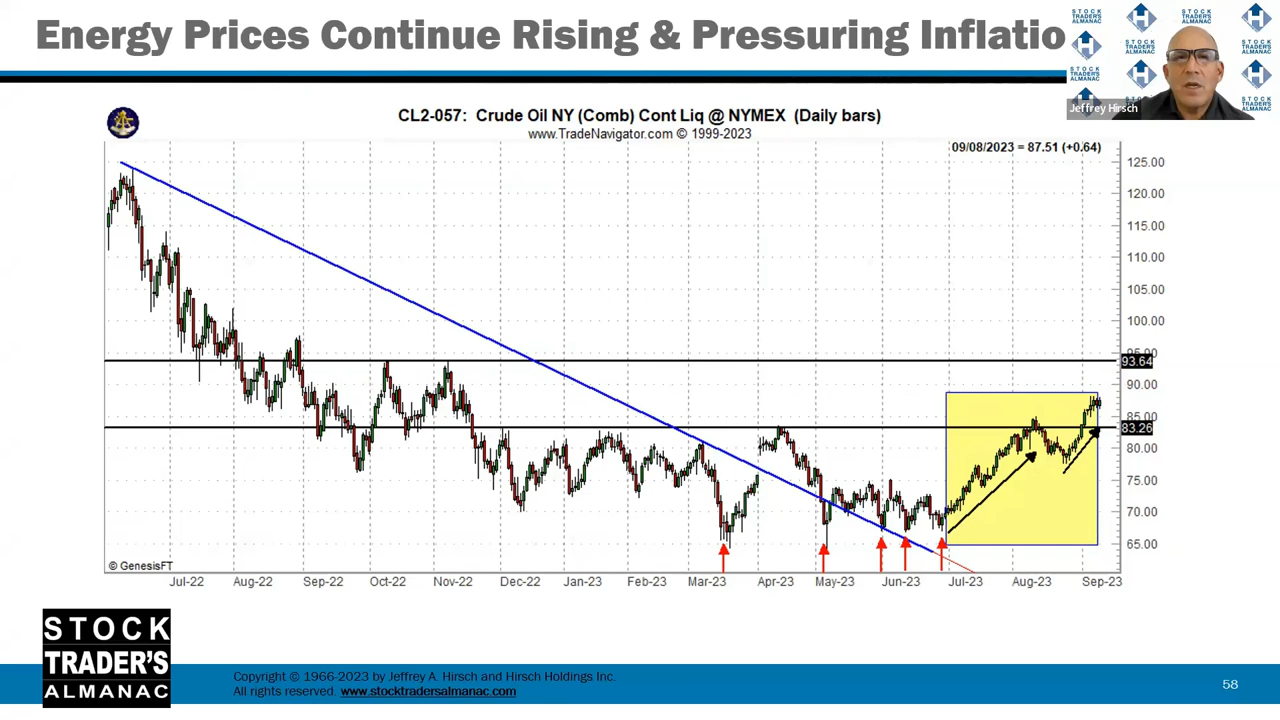 Energy Prices Continue Rising & Pressuring Inflatio
STOCK
TRADER'S
ALMANAC
Jeffrey Hirsch
CL2-057: Crude Oil NY (Comb) Cont Liq @ NYMEX (Daily bars)
www.TradeNavigator.com © 1999-2023
09/08/2023 = 87.51 (+0.64)
125.00
120.00
115.00
110.00
105.00
100.00
95.00
93.64
90.00
85.00
83.26
80.00
75.00
70.00
65.00
© GenesisFT
Jul-22 Aug-22 Sep-22 Oct-22 Nov-22 Dec-22 Jan-23 Feb-23 Mar-23 Apr-23 May-23 Jun-23 Jul-23 Aug-23 Sep-23
STOCK
TRADER'S
ALMANAC
Copyright © 1966-2023 by Jeffrey A. Hirsch and Hirsch Holdings Inc.
All rights reserved. www.stocktradersalmanac.com
58